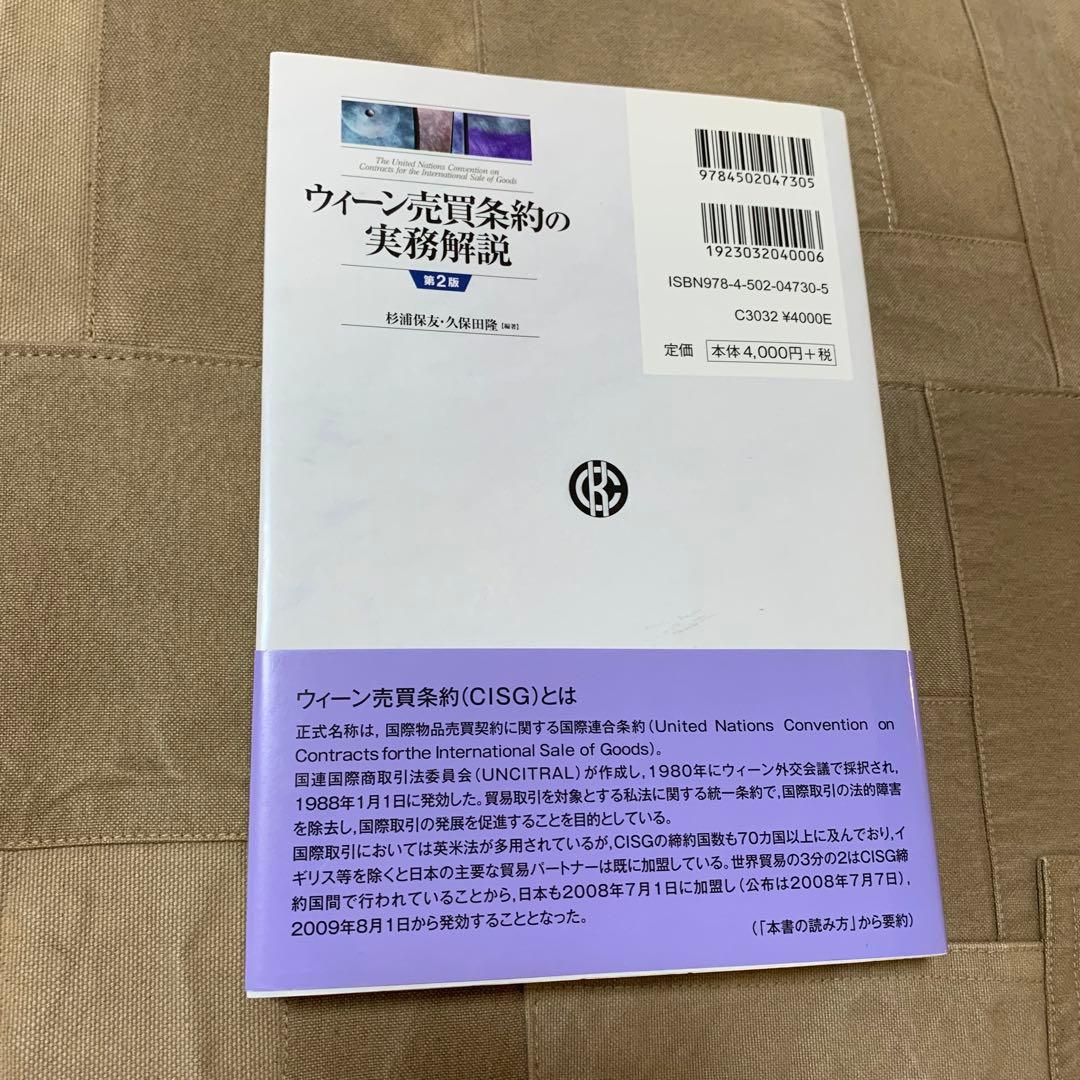 The United Nations Convention on
Contracts for the International Sale of Goods
ウィーン売買条約の
実務解説
第2版
杉浦保友・久保田隆[編著]
9784502047305
1923032040006
ISBN978-4-502-04730-5
C3032 ¥4000E
定価 本体4,000円+税
CKC
ウィーン売買条約(CISG)とは
正式名称は,国際物品売買契約に関する国際連合条約(United Nations Convention on
Contracts forthe International Sale of Goods)。
国連国際商取引法委員会(UNCITRAL)が作成し,1980年にウィーン外交会議で採択され,
1988年1月1日に発効した。貿易取引を対象とする私法に関する統一条約で,国際取引の法的障害
を除去し,国際取引の発展を促進することを目的としている。
国際取引においては英米法が多用されているが,CISGの締約国数も70カ国以上に及んでおり,イ
ギリス等を除くと日本の主要な貿易パートナーは既に加盟している。世界貿易の3分の2はCISG締
約国間で行われていることから,日本も2008年7月1日に加盟し(公布は2008年7月7日),
2009年8月1日から発効することとなった。
(「本書の読み方」から要約)